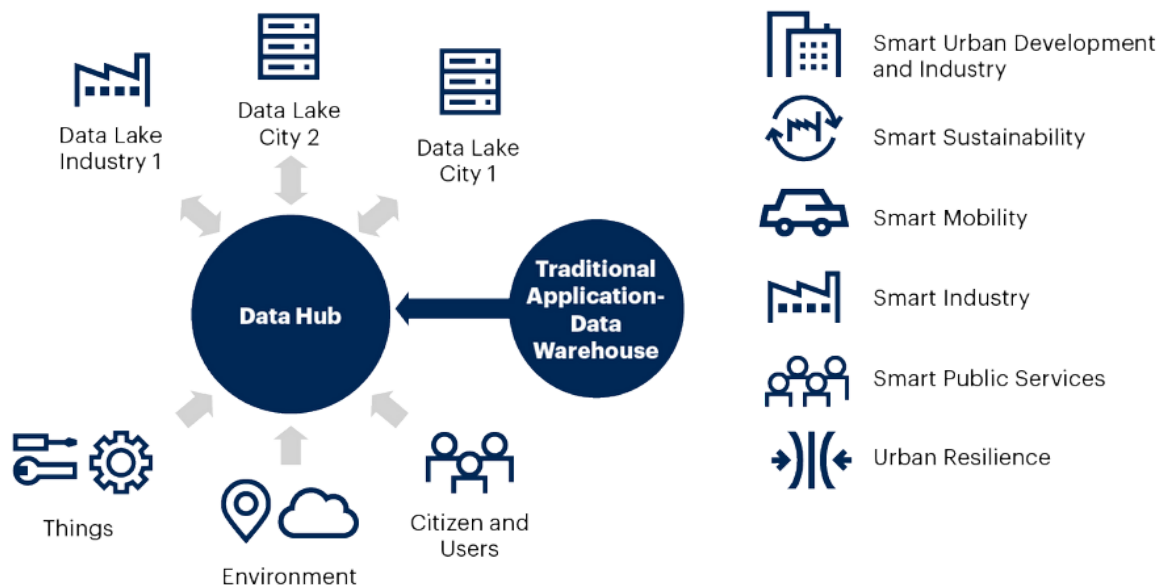 Data Lake
Industry 1
Data Lake
City 2
Data Lake
City 1
Data Hub
Traditional
Application-
Data
Warehouse
Things
Environment
Citizen and
Users
Smart Urban Development
and Industry
Smart Sustainability
Smart Mobility
Smart Industry
Smart Public Services
Urban Resilience